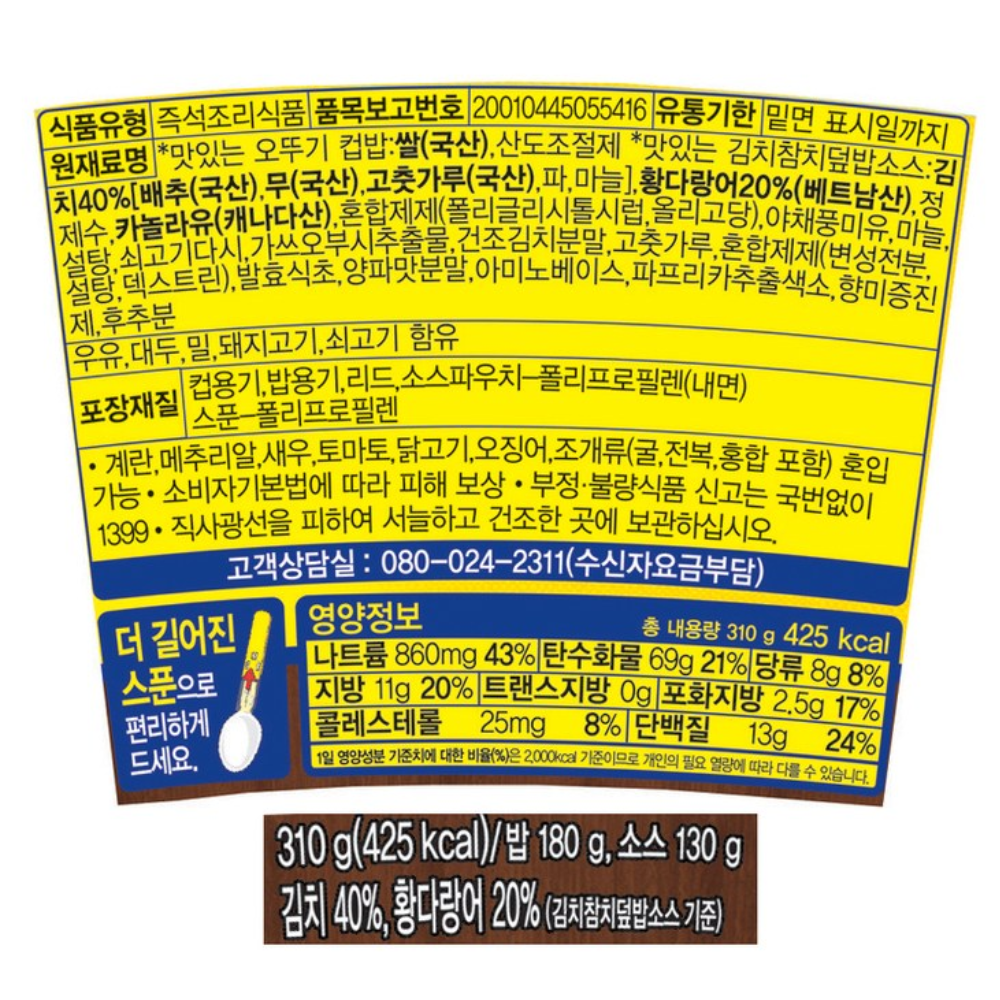 식품유형 즉석조리식품 품목보고번호 20010445055416 유통기한 밑면 표시일까지
원재료명 *맛있는 오뚜기 컵밥:쌀(국산),산도조절제 *맛있는 김치참치덮밥소스:김
치40%[배추(국산),무(국산),고춧가루(국산),파,마늘],황다랑어20%(베트남산),정
제수,카놀라유(캐나다산),혼합제제(폴리글리시톨시럽,올리고당),야채풍미유,마늘,
설탕,쇠고기다시,가쓰오부시추출물,건조김치분말,고춧가루,혼합제제(변성전분,
설탕,덱스트린),발효식초,양파맛분말,아미노베이스,파프리카추출색소,향미증진
제,후추분
우유,대두,밀,돼지고기,쇠고기 함유
포장재질 컵용기,밥용기,리드,소스파우치–폴리프로필렌(내면)
스푼–폴리프로필렌
• 계란,메추리알,새우,토마토,닭고기,오징어,조개류(굴,전복,홍합 포함) 혼입
가능 • 소비자기본법에 따라 피해 보상 • 부정·불량식품 신고는 국번없이
1399 • 직사광선을 피하여 서늘하고 건조한 곳에 보관하십시오.
고객상담실 : 080–024–2311(수신자요금부담)
더 길어진
스푼으로
편리하게
드세요.
영양정보 총 내용량 310 g 425 kcal
나트륨 860mg 43% 탄수화물 69g 21% 당류 8g 8%
지방 11g 20% 트랜스지방 0g 포화지방 2.5g 17%
콜레스테롤 25mg 8% 단백질 13g 24%
1일 영양성분 기준치에 대한 비율(%)은 2,000kcal 기준이므로 개인의 필요 열량에 따라 다를 수 있습니다.
310 g(425 kcal)/밥 180 g, 소스 130 g
김치 40%, 황다랑어 20% (김치참치덮밥소스 기준)